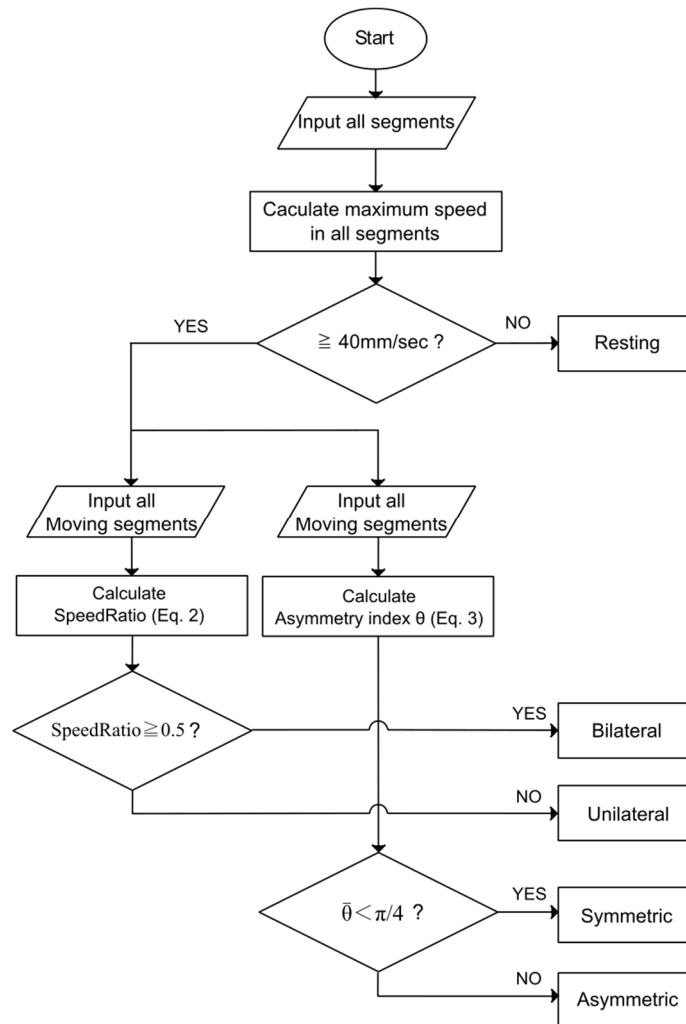 Start
Input all segments
Caculate maximum speed
in all segments
≧ 40mm/sec ?
YES
NO
Resting
Input all
Moving segments
Input all
Moving segments
Calculate
SpeedRatio (Eq. 2)
Calculate
Asymmetry index θ (Eq. 3)
SpeedRatio≧0.5 ?
YES
Bilateral
NO
Unilateral
θ̄<π/4 ?
YES
Symmetric
NO
Asymmetric